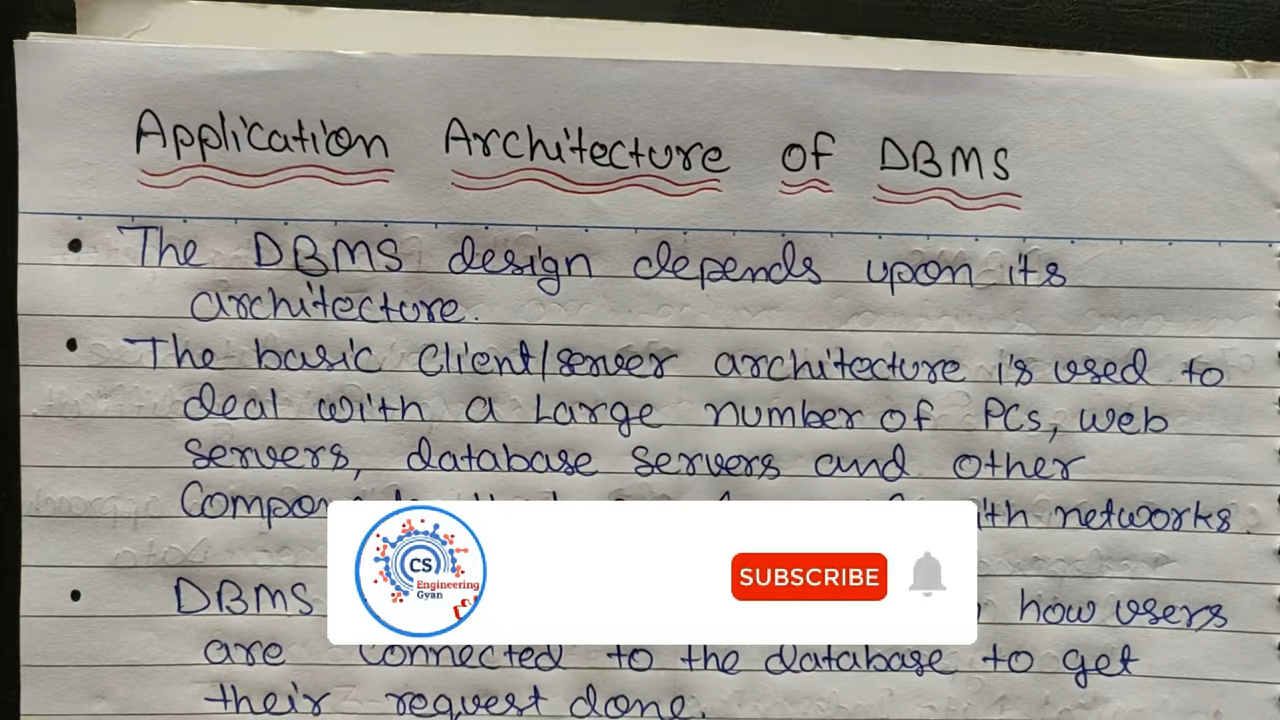 Application Architecture of DBMS
• The DBMS design depends upon its
architecture.
• The basic Client/server architecture is used to
deal with a large number of PCs, web
servers, database servers and other
networks.
CS
Engineering
Gyan
SUBSCRIBE
• DBMS how users
are connected to the database to get
their request done.